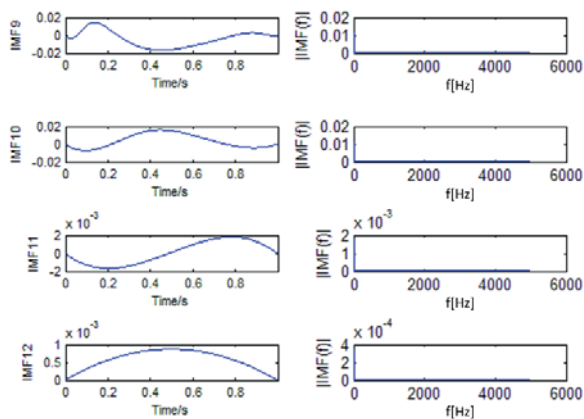 IMF9
0.02
0
-0.02
0 0.2 0.4 0.6 0.8
Time/s
|IMF(f)|
0.02
0.01
0
0 2000 4000 6000
f[Hz]
IMF10
0.02
0
-0.02
0 0.2 0.4 0.6 0.8
Time/s
|IMF(f)|
0.02
0.01
0
0 2000 4000 6000
f[Hz]
x 10⁻³
IMF11
2
0
-2
0 0.2 0.4 0.6 0.8
Time/s
x 10⁻³
|IMF(f)|
2
1
0
0 2000 4000 6000
f[Hz]
x 10⁻³
IMF12
1
0.5
0
0 0.2 0.4 0.6 0.8
Time/s
x 10⁻⁴
|IMF(f)|
4
2
0
0 2000 4000 6000
f[Hz]